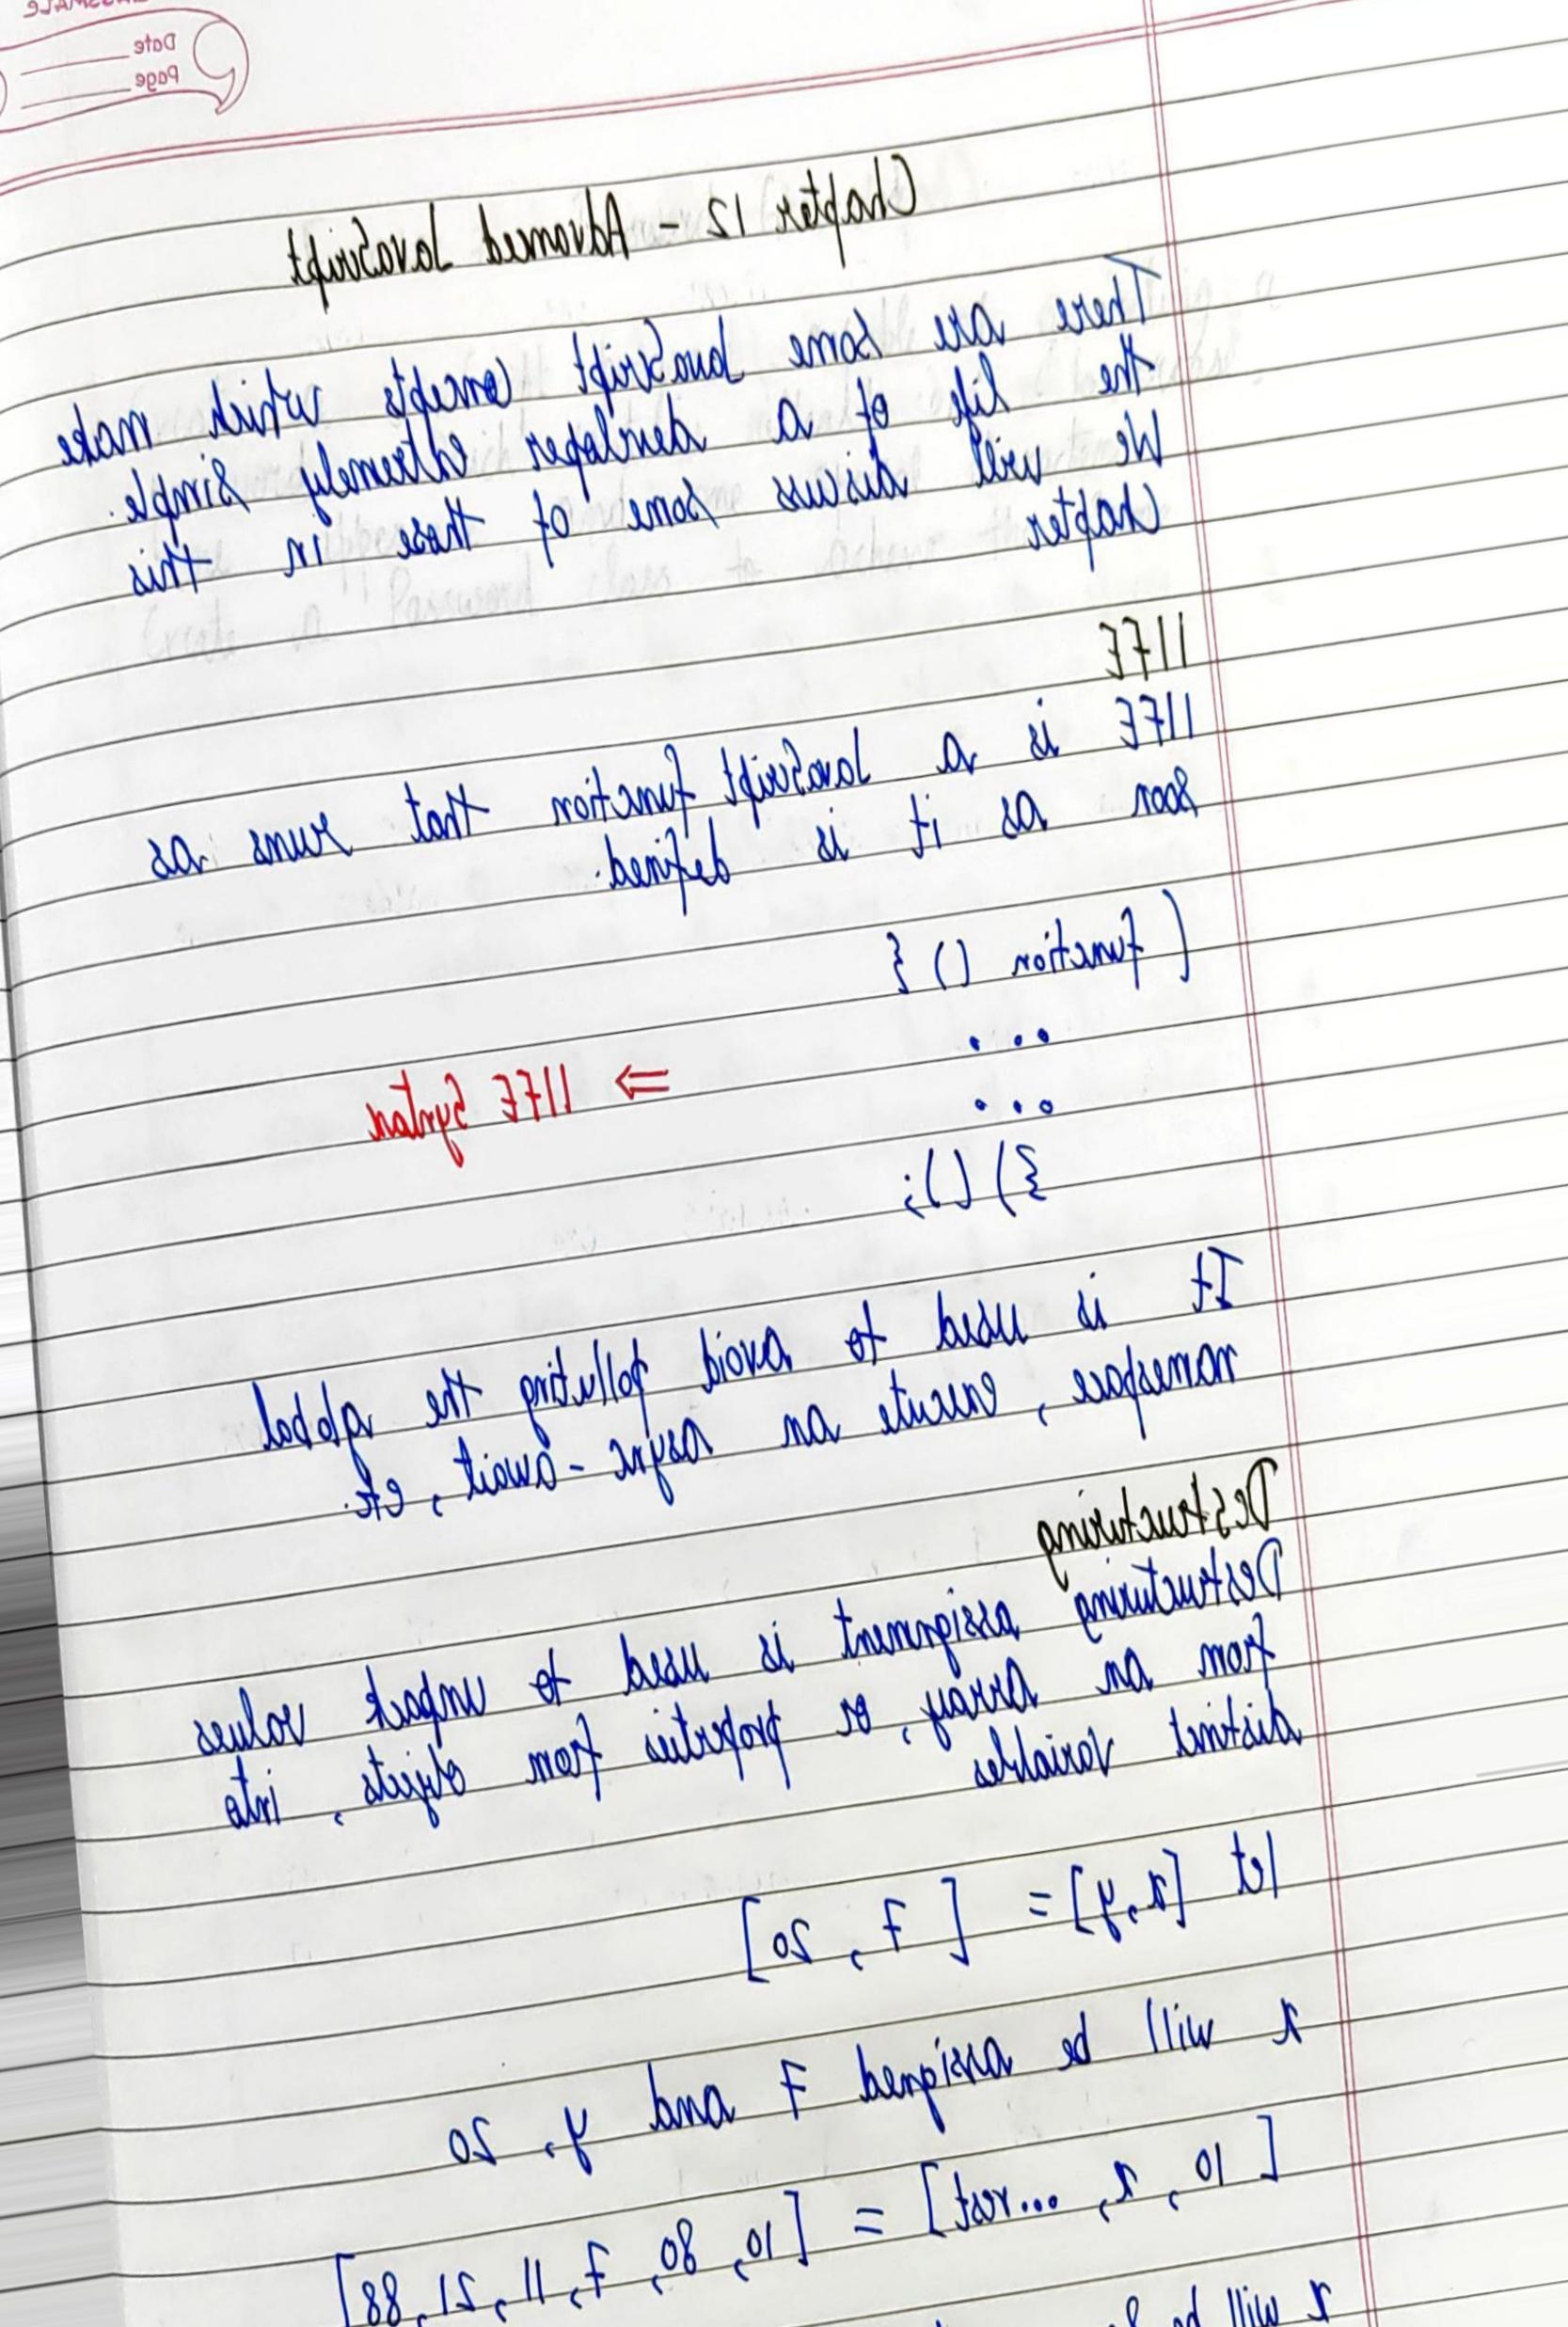 classmate
Date
Page
Chapter 12 - Advanced JavaScript
There are some JavaScript concepts which make
the life of a developer extremely simple.
We will discuss some of these in this
chapter
IIFE
IIFE is a JavaScript function that runs as
soon as it is defined.
( function () {
...
... ⇒ IIFE Syntax
}) ();
It is used to avoid polluting the global
namespace, execute an async-await, etc.
Destructuring
Destructuring assignment is used to unpack values
from an array, or properties from objects, into
distinct variables
let [x,y] = [ 7, 20]
x will be assigned 7 and y, 20
[ 10, x, ...rest] = [10, 80, 7, 11, 21, 88]
x will be